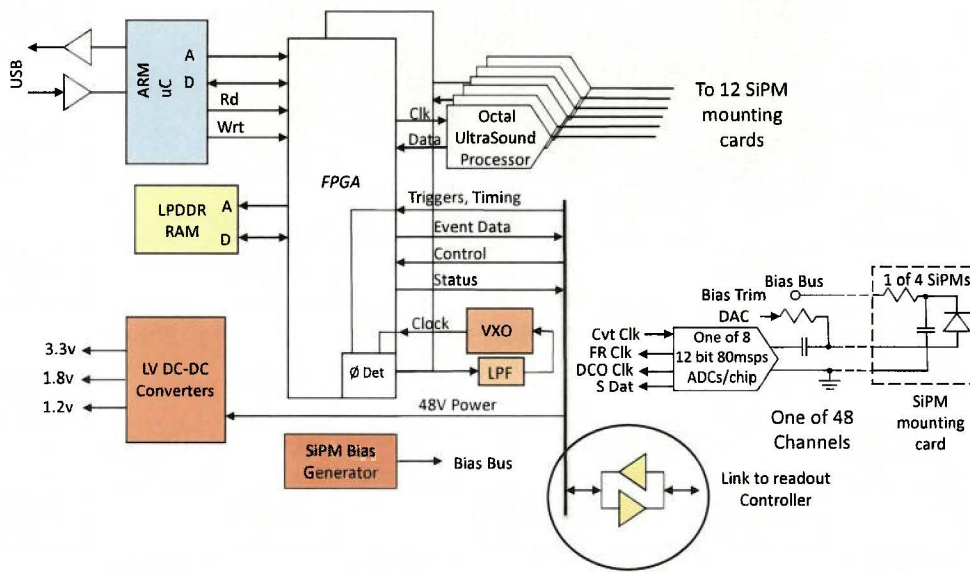 USB
ARM
uC
A
D
Rd
Wrt
LPDDR
RAM
A
D
FPGA
Clk
Data
Octal
UltraSound
Processor
To 12 SiPM
mounting
cards
Triggers, Timing
Event Data
Control
Status
Clock
VXO
LPF
Ø Det
3.3v
1.8v
1.2v
LV DC-DC
Converters
48V Power
SiPM Bias
Generator
Bias Bus
Link to readout
Controller
Bias Bus
Bias Trim
DAC
1 of 4 SiPMs
Cvt Clk
FR Clk
DCO Clk
S Dat
One of 8
12 bit 80msps
ADCs/chip
One of 48
Channels
SiPM
mounting
card